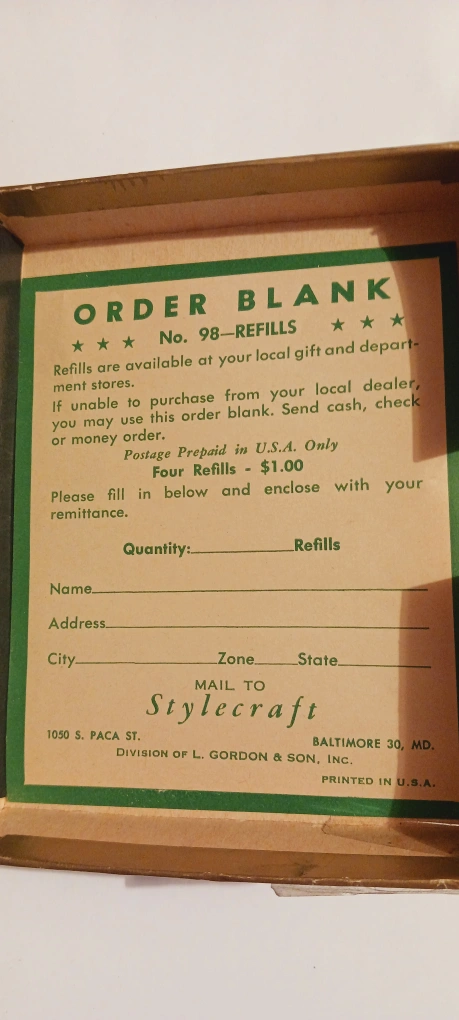 ORDER BLANK
★ ★ ★ No. 98—REFILLS ★ ★ ★
Refills are available at your local gift and depart-
ment stores.
If unable to purchase from your local dealer,
you may use this order blank. Send cash, check
or money order.
Postage Prepaid in U.S.A. Only
Four Refills - $1.00
Please fill in below and enclose with your
remittance.
Quantity:__________Refills
Name
Address
City__________Zone_____State
MAIL TO
Stylecraft
1050 S. PACA ST. BALTIMORE 30, MD.
DIVISION OF L. GORDON & SON, INC.
PRINTED IN U.S.A.